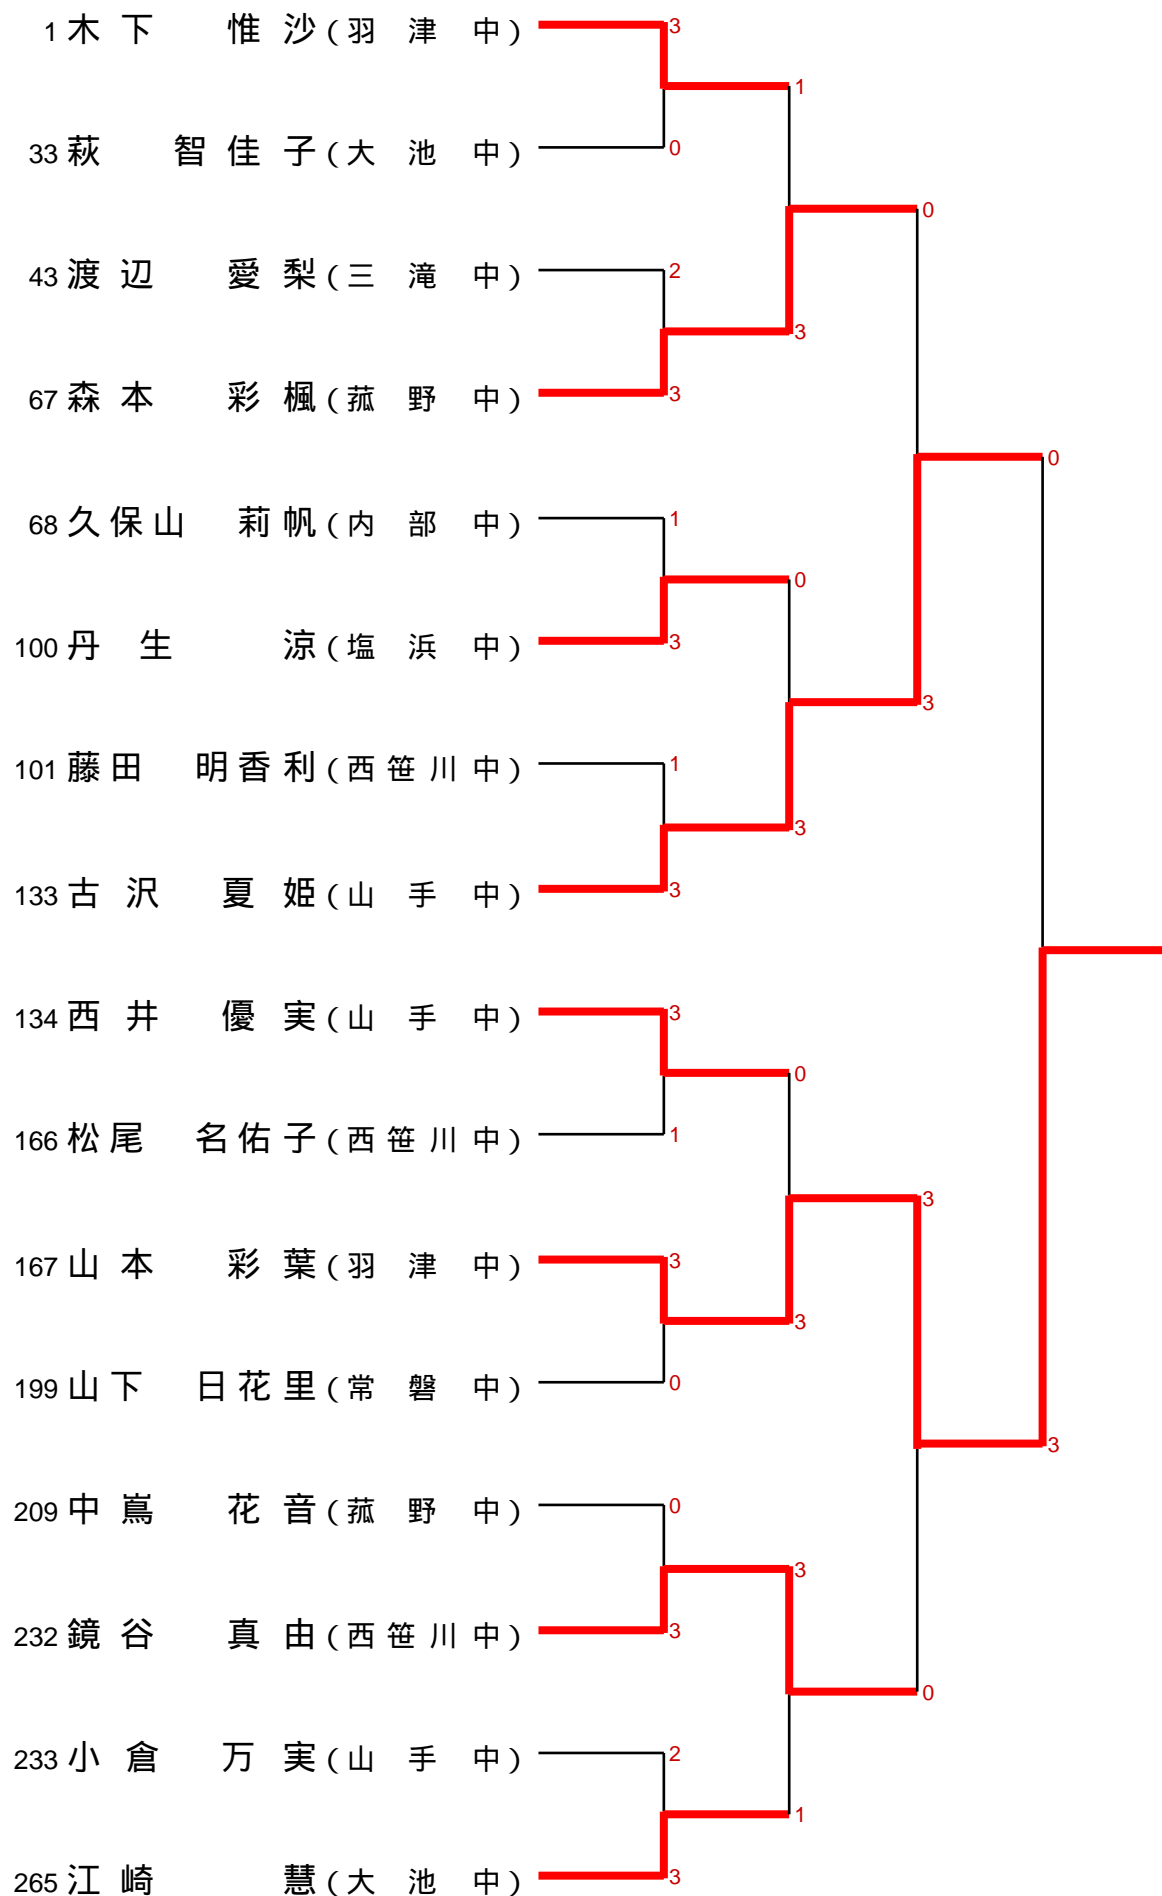 1 木下 惟沙 (羽津中) 3
1
33 萩 智佳子 (大池中) 0
0
43 渡辺 愛梨 (三滝中) 2
3
67 森本 彩楓 (菰野中) 3
0
68 久保山 莉帆 (内部中) 1
0
100 丹生 涼 (塩浜中) 3
3
101 藤田 明香利 (西笹川中) 1
3
133 古沢 夏姫 (山手中) 3
134 西井 優実 (山手中) 3
0
166 松尾 名佑子 (西笹川中) 1
3
167 山本 彩葉 (羽津中) 3
3
199 山下 日花里 (常磐中) 0
3
209 中嶌 花音 (菰野中) 0
3
232 鏡谷 真由 (西笹川中) 3
0
233 小倉 万実 (山手中) 2
1
265 江崎 慧 (大池中) 3